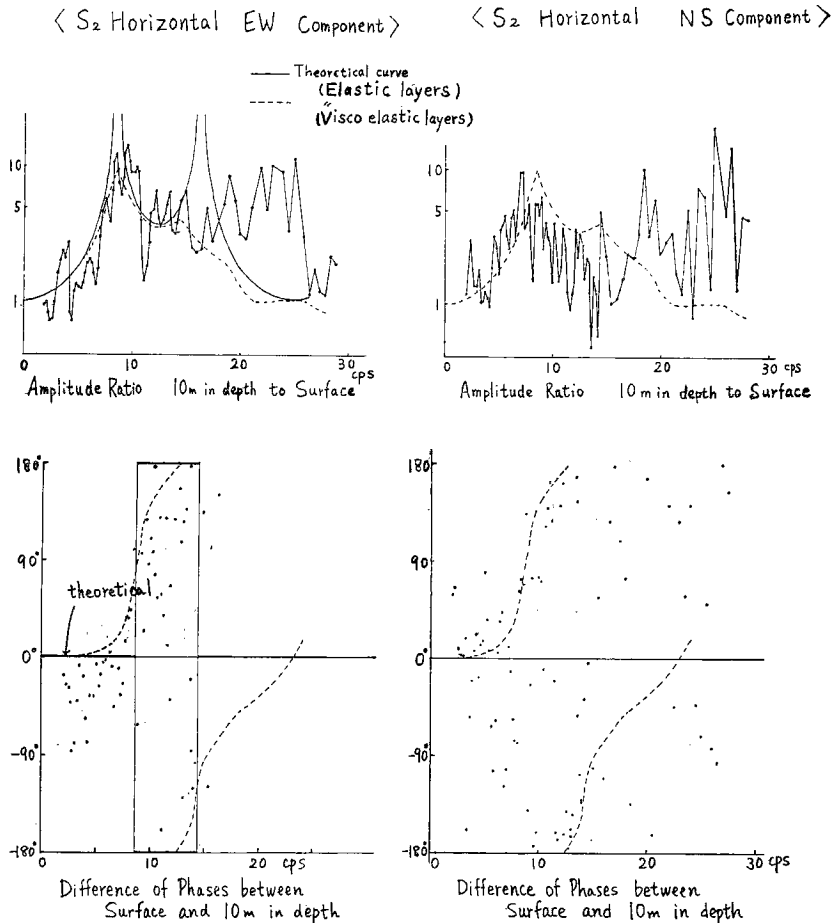 < S₂ Horizontal EW Component >
< S₂ Horizontal NS Component >
Theoretical curve
(Elastic layers)
"
(Visco elastic layers)
10
5
1
0 10 20 30
cps
Amplitude Ratio 10m in depth to Surface
10
5
1
0 10 20 30
cps
Amplitude Ratio 10m in depth to Surface
180°
90°
theoretical
0°
-90°
-180°
0 10 20 cps
Difference of Phases between
Surface and 10m in depth
180°
90°
0°
-90°
-180°
0 10 20 30
cps
Difference of Phases between
Surface and 10m in depth